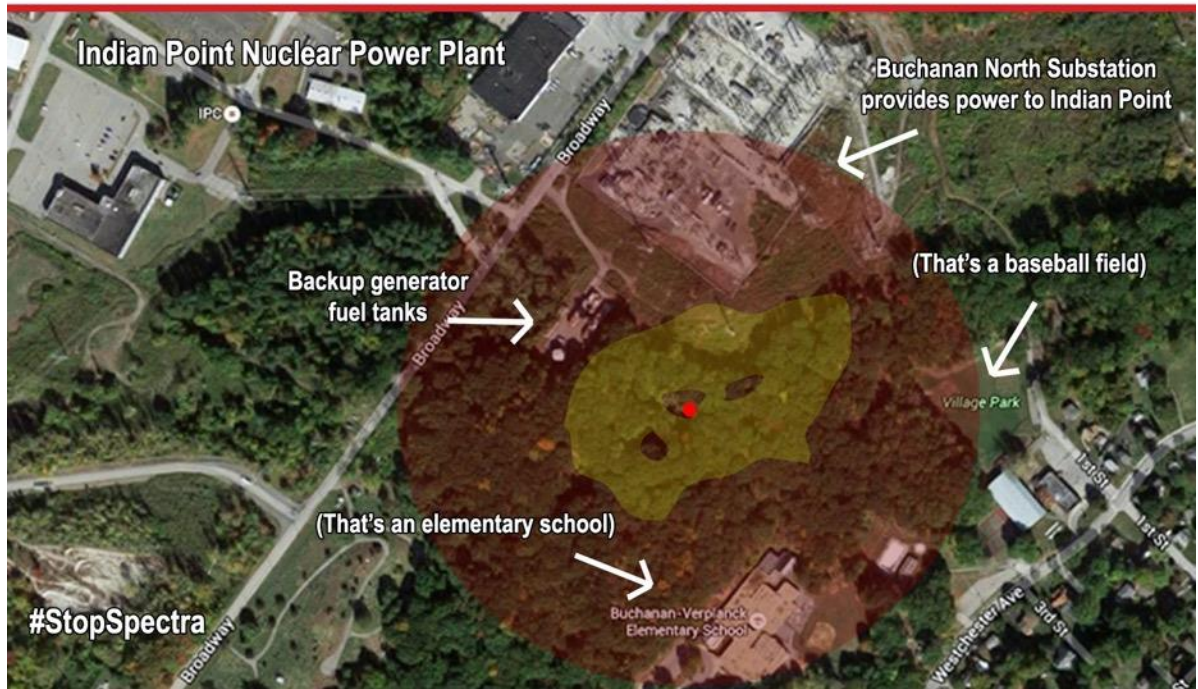 Indian Point Nuclear Power Plant
Buchanan North Substation
provides power to Indian Point
IPC
Broadway
(That's a baseball field)
Backup generator
fuel tanks
Broadway
Village Park
1st St
1st St
(That's an elementary school)
Buchanan-Verplanck
Elementary School
3rd St
Westchester Ave
#StopSpectra
Broadway
St